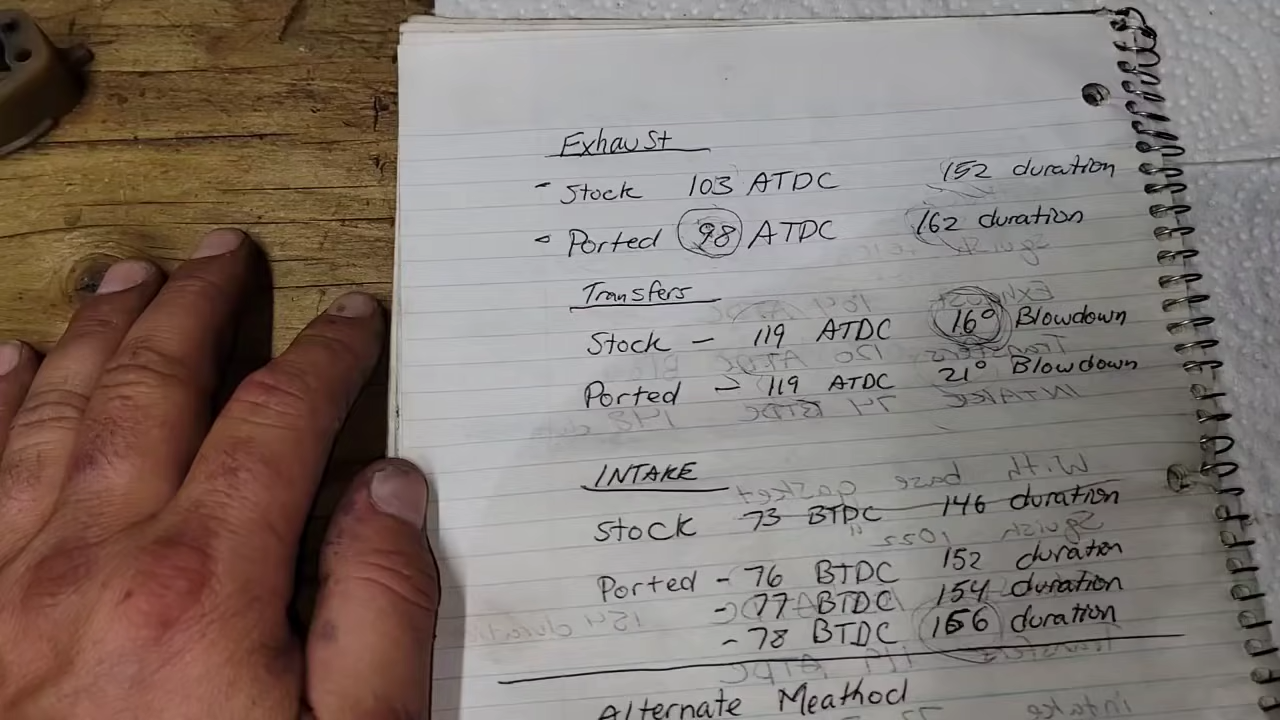 Exhaust
- Stock 103 ATDC 152 duration
- Ported 98 ATDC 162 duration
Transfers
Stock - 119 ATDC 16° Blowdown
Ported - 119 ATDC 21° Blowdown
INTAKE
Stock - 73 BTDC 146 duration
Ported - 76 BTDC 152 duration
- 77 BTDC 154 duration
- 78 BTDC 156 duration
Alternate Meathod